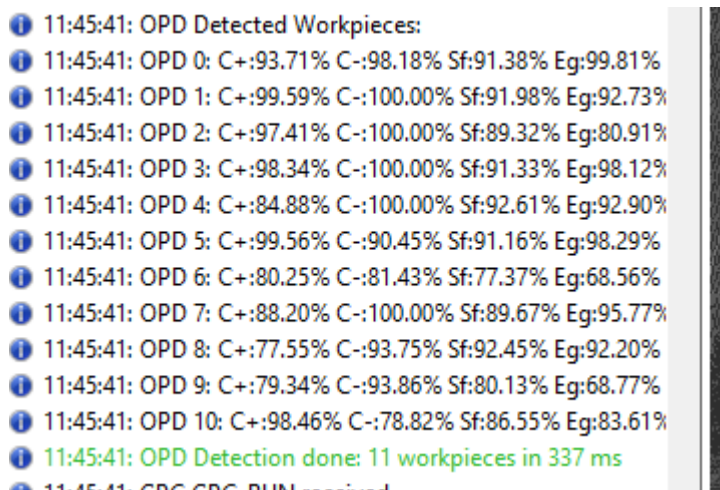 11:45:41: OPD Detected Workpieces:
11:45:41: OPD 0: C+:93.71% C-:98.18% Sf:91.38% Eg:99.81%
11:45:41: OPD 1: C+:99.59% C-:100.00% Sf:91.98% Eg:92.73%
11:45:41: OPD 2: C+:97.41% C-:100.00% Sf:89.32% Eg:80.91%
11:45:41: OPD 3: C+:98.34% C-:100.00% Sf:91.33% Eg:98.12%
11:45:41: OPD 4: C+:84.88% C-:100.00% Sf:92.61% Eg:92.90%
11:45:41: OPD 5: C+:99.56% C-:90.45% Sf:91.16% Eg:98.29%
11:45:41: OPD 6: C+:80.25% C-:81.43% Sf:77.37% Eg:68.56%
11:45:41: OPD 7: C+:88.20% C-:100.00% Sf:89.67% Eg:95.77%
11:45:41: OPD 8: C+:77.55% C-:93.75% Sf:92.45% Eg:92.20%
11:45:41: OPD 9: C+:79.34% C-:93.86% Sf:80.13% Eg:68.77%
11:45:41: OPD 10: C+:98.46% C-:78.82% Sf:86.55% Eg:83.61%
11:45:41: OPD Detection done: 11 workpieces in 337 ms